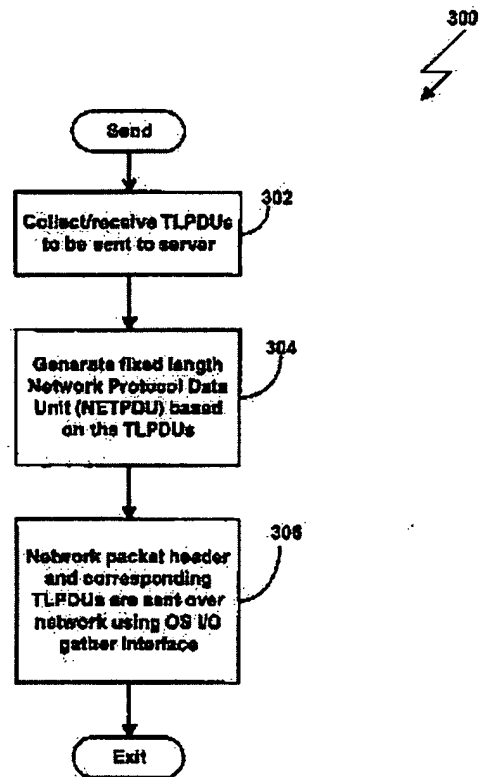 300
Send
302
Collect/receive TLPDUs
to be sent to server
304
Generate fixed length
Network Protocol Data
Unit (NETPDU) based
on the TLPDUs
306
Network packet header
and corresponding
TLPDUs are sent over
network using OS I/O
gather interface
Exit